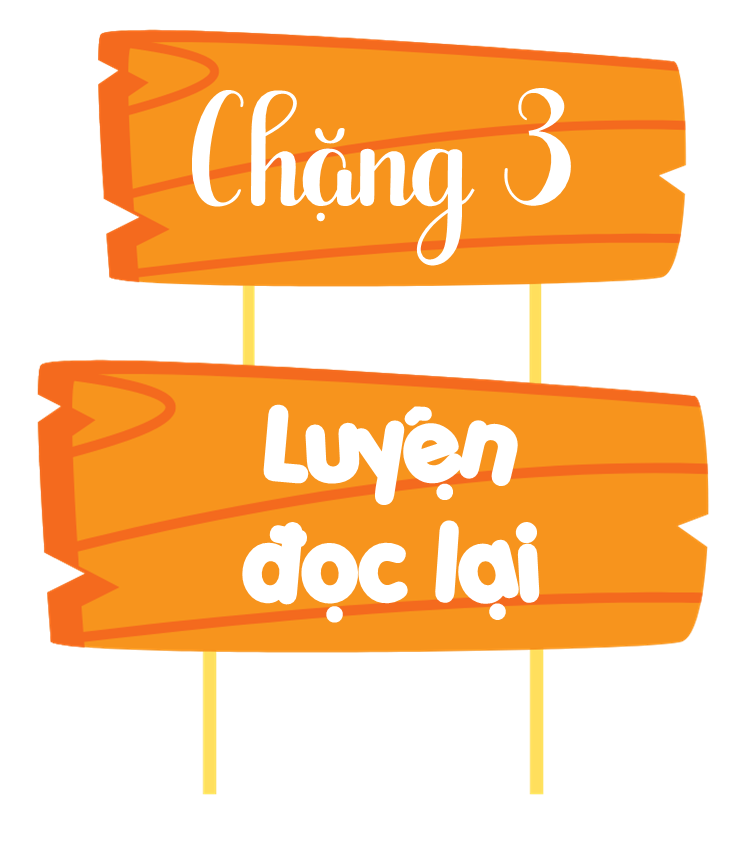 Chặng 3
Luyện
đọc lại